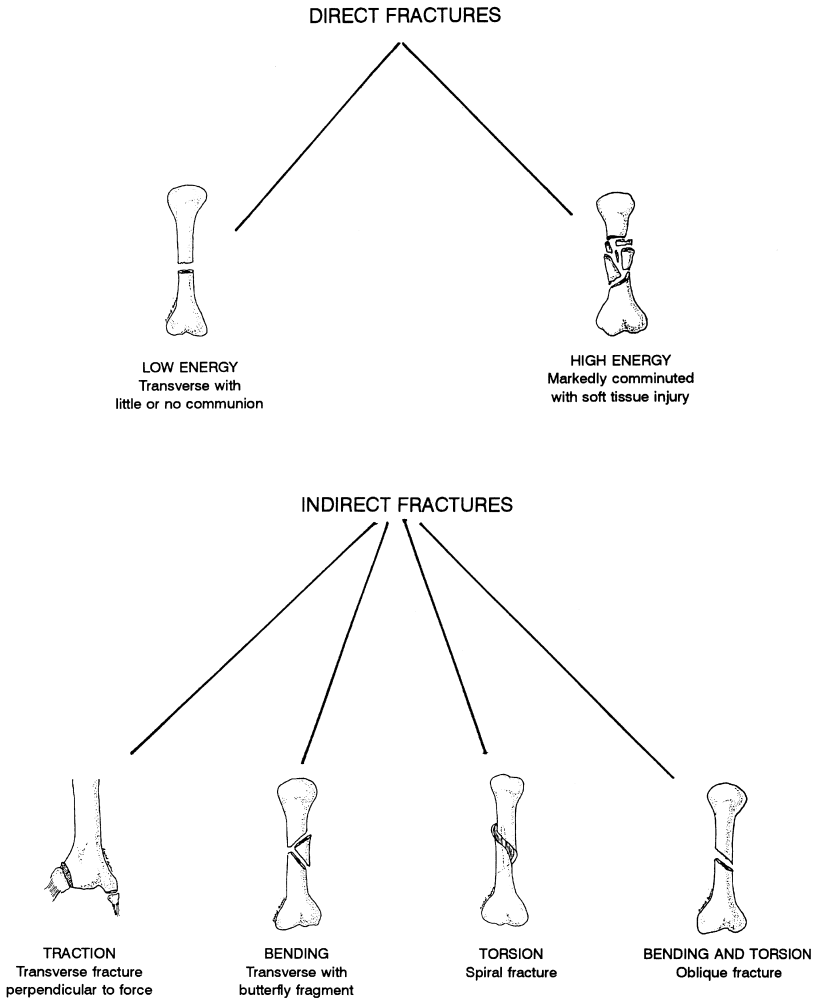 DIRECT FRACTURES
LOW ENERGY
Transverse with
little or no communion
HIGH ENERGY
Markedly comminuted
with soft tissue injury
INDIRECT FRACTURES
TRACTION
Transverse fracture
perpendicular to force
BENDING
Transverse with
butterfly fragment
TORSION
Spiral fracture
BENDING AND TORSION
Oblique fracture